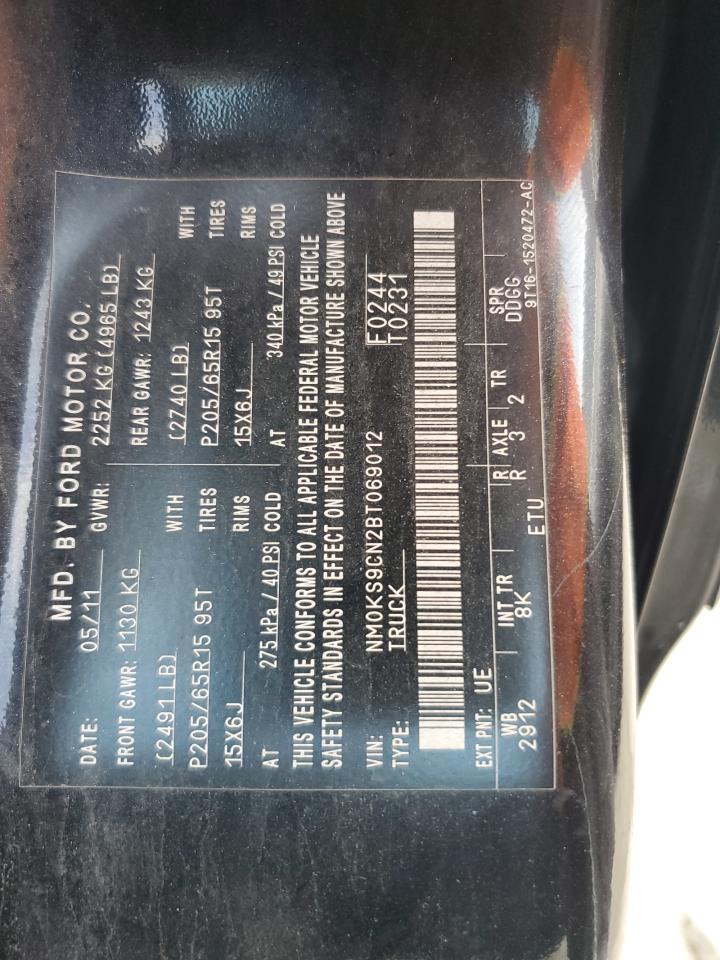 MFD. BY FORD MOTOR CO.
DATE: 05/11 GVWR: 2252 KG (4965 LB)
FRONT GAWR: 1130 KG REAR GAWR: 1243 KG
(2491 LB) WITH (2740 LB) WITH
P205/65R15 95T TIRES P205/65R15 95T TIRES
15X6J RIMS 15X6J RIMS
AT 275 kPa / 40 PSI COLD AT 340 kPa / 49 PSI COLD
THIS VEHICLE CONFORMS TO ALL APPLICABLE FEDERAL MOTOR VEHICLE
SAFETY STANDARDS IN EFFECT ON THE DATE OF MANUFACTURE SHOWN ABOVE
VIN: NM0KS9CN2BT069012 F0244
TYPE: TRUCK T0231
EXT PNT: UE
WB INT TR R AXLE TR SPR
2912 8K R 3 2 DDGG
ETU 9T16-1520472-AC